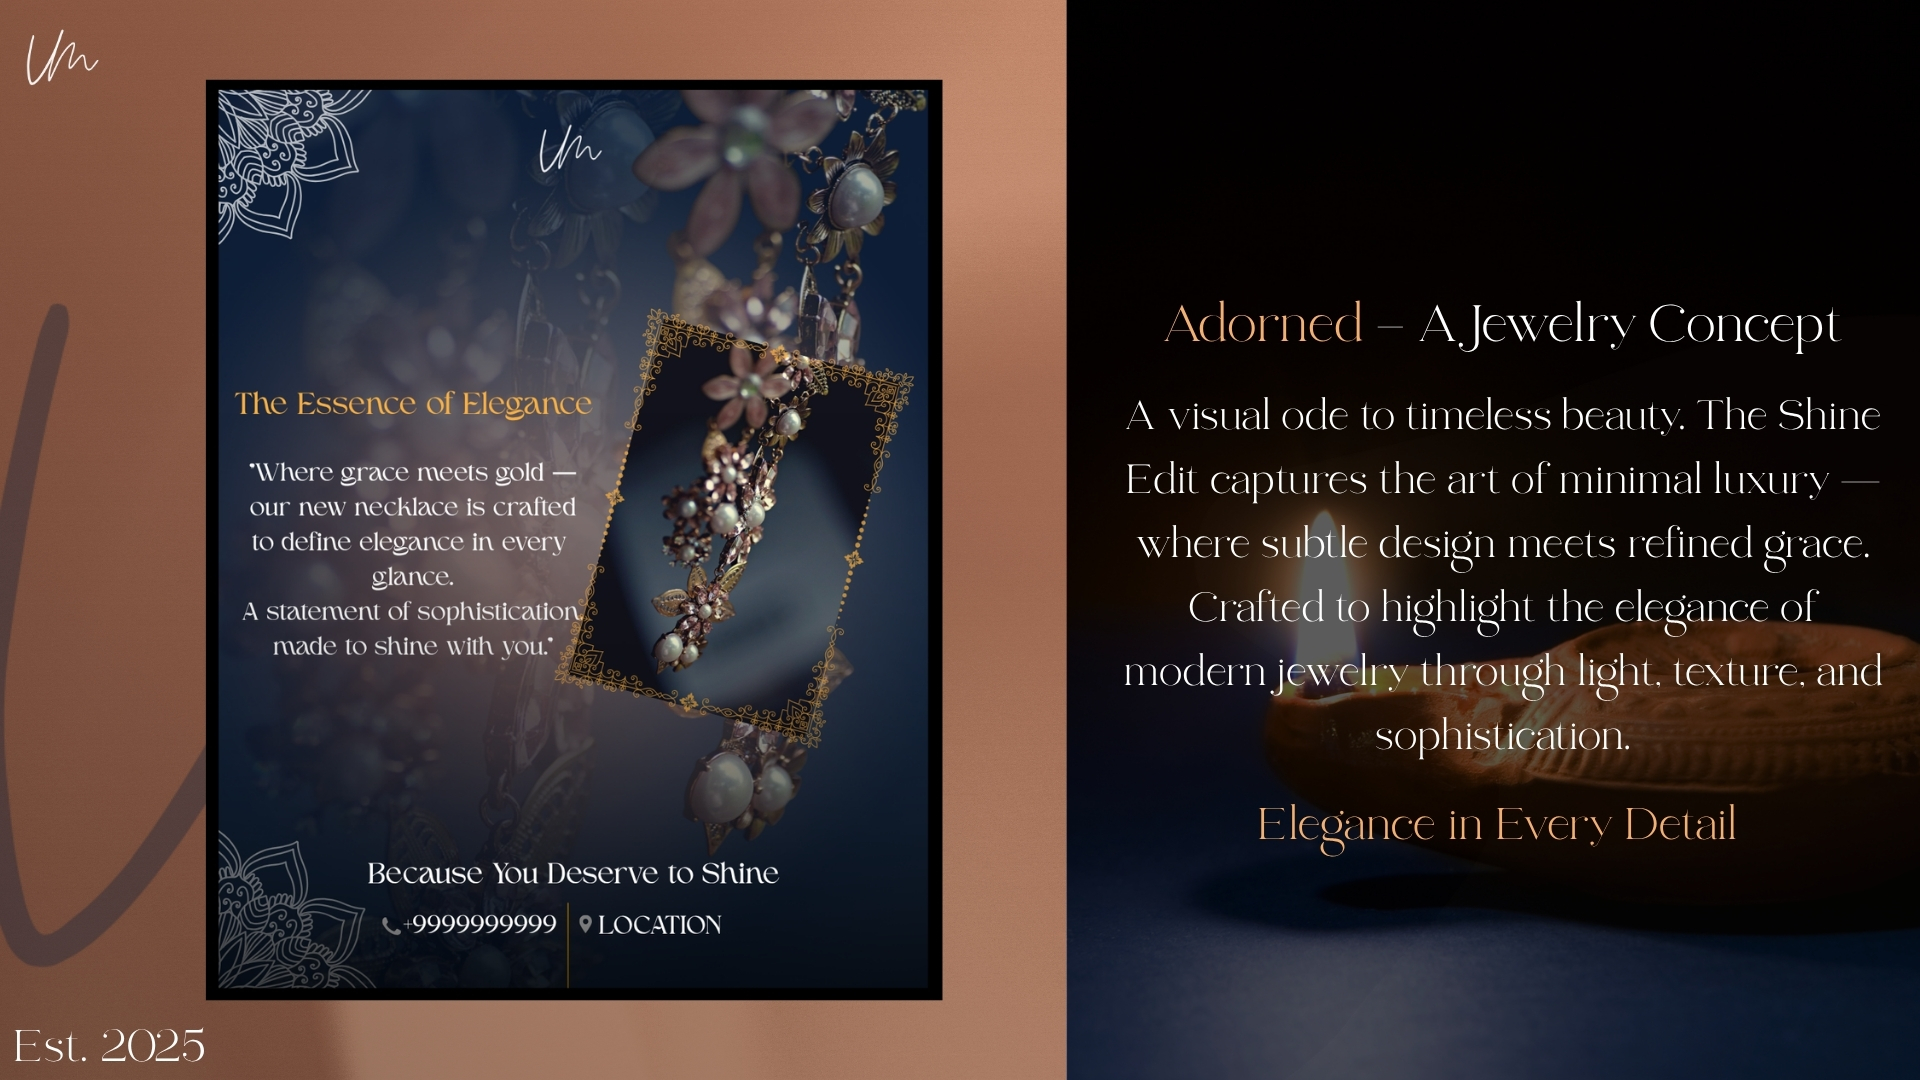 Um
Um
The Essence of Elegance
"Where grace meets gold —
our new necklace is crafted
to define elegance in every
glance.
A statement of sophistication,
made to shine with you."
Because You Deserve to Shine
+9999999999
LOCATION
Est. 2025
Adorned – A Jewelry Concept
A visual ode to timeless beauty. The Shine
Edit captures the art of minimal luxury —
where subtle design meets refined grace.
Crafted to highlight the elegance of
modern jewelry through light, texture, and
sophistication.
Elegance in Every Detail